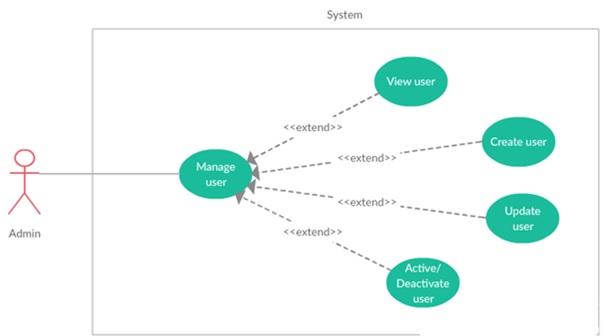 System
View user
<<extend>>
Create user
<<extend>>
Manage
user
Admin
<<extend>>
Update
user
<<extend>>
Active/
Deactivate
user